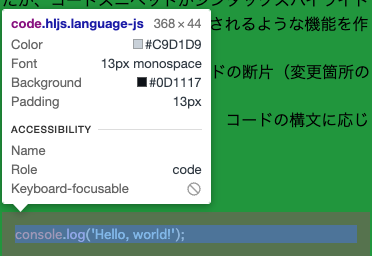 たが、コードスニペットがシンタックスハイライト
code.hljs.language-js 368 × 44
されるような機能を作
Color #C9D1D9
Font 13px monospace
ドの断片（変更箇所の
Background #0D1117
Padding 13px
コードの構文に応じ
ACCESSIBILITY
Name
Role code
Keyboard-focusable
console.log('Hello, world!');